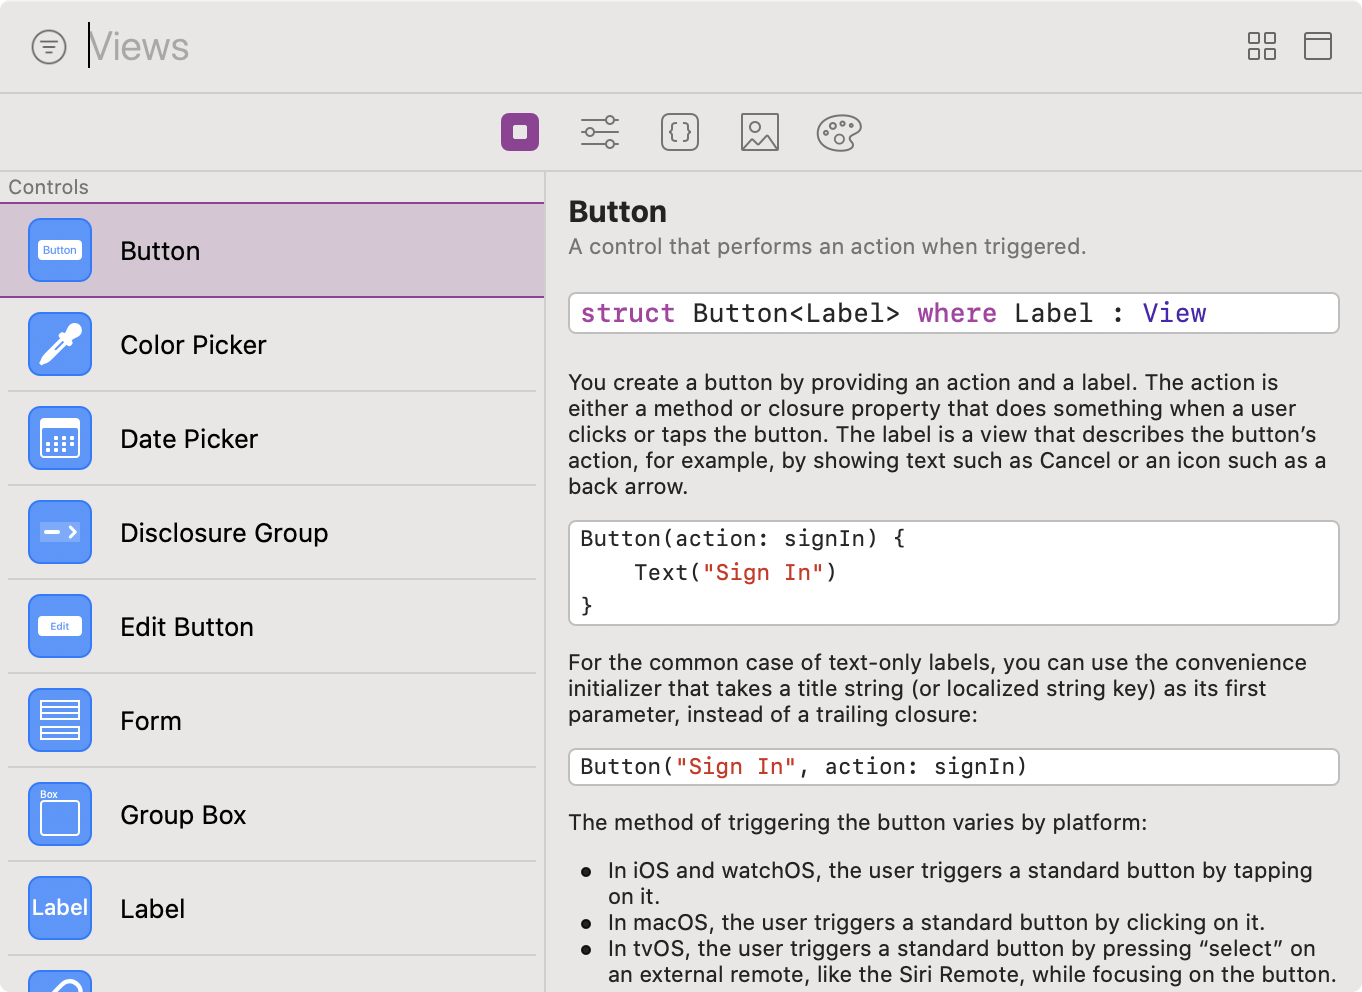 Views
Controls
Button
Button
Color Picker
Date Picker
Disclosure Group
Edit
Edit Button
Form
Box
Group Box
Label
Label
Button
A control that performs an action when triggered.
struct Button<Label> where Label : View
You create a button by providing an action and a label. The action is
either a method or closure property that does something when a user
clicks or taps the button. The label is a view that describes the button’s
action, for example, by showing text such as Cancel or an icon such as a
back arrow.
Button(action: signIn) {
    Text("Sign In")
}
For the common case of text-only labels, you can use the convenience
initializer that takes a title string (or localized string key) as its first
parameter, instead of a trailing closure:
Button("Sign In", action: signIn)
The method of triggering the button varies by platform:
● In iOS and watchOS, the user triggers a standard button by tapping
on it.
● In macOS, the user triggers a standard button by clicking on it.
● In tvOS, the user triggers a standard button by pressing “select” on
an external remote, like the Siri Remote, while focusing on the button.